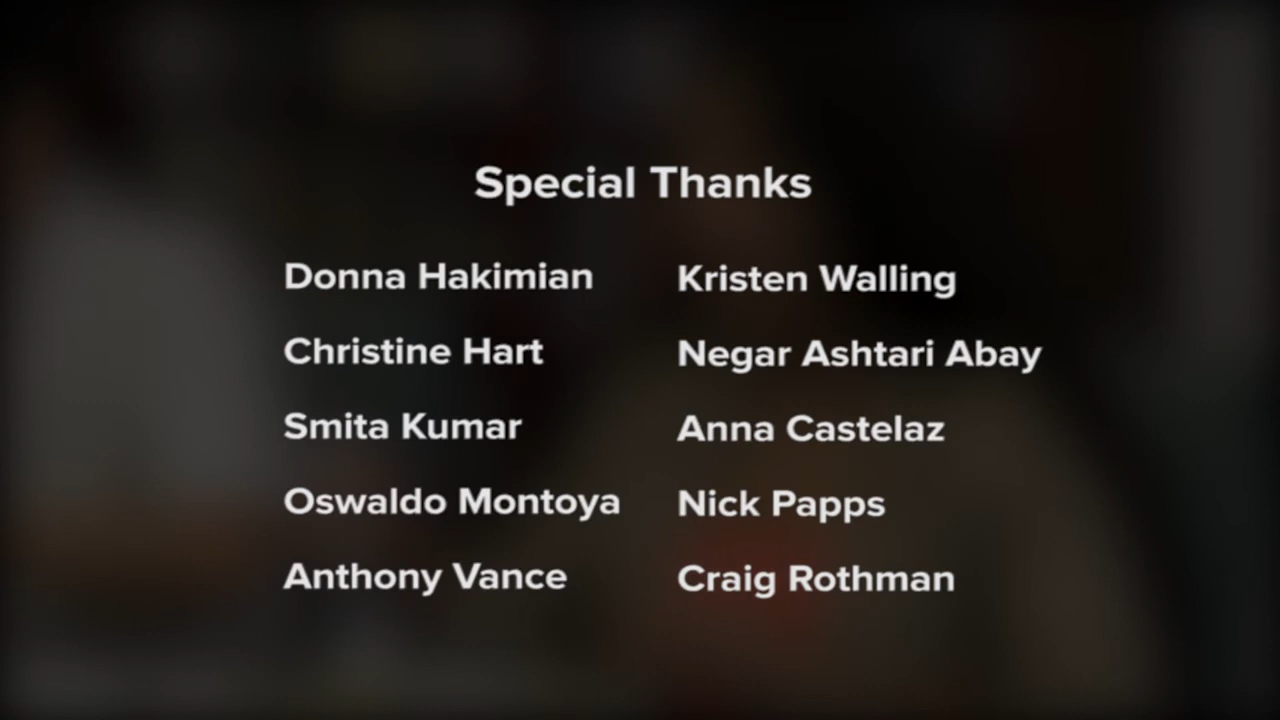 Special Thanks
Donna Hakimian
Christine Hart
Smita Kumar
Oswaldo Montoya
Anthony Vance
Kristen Walling
Negar Ashtari Abay
Anna Castelaz
Nick Papps
Craig Rothman